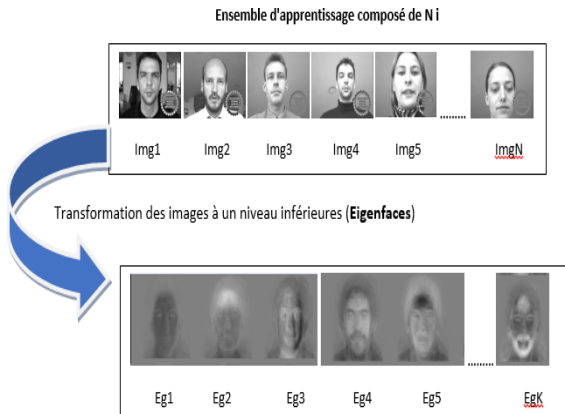 Ensemble d'apprentissage composé de N i
Img1 Img2 Img3 Img4 Img5 ......... ImgN
Transformation des images à un niveau inférieures (Eigenfaces)
Eg1 Eg2 Eg3 Eg4 Eg5 ......... EgK